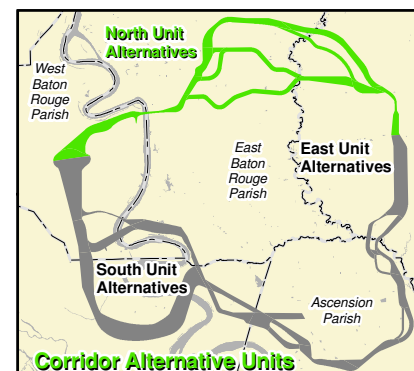 North Unit
Alternatives
West
Baton
Rouge
Parish
East
Baton
Rouge
Parish
East Unit
Alternatives
South Unit
Alternatives
Ascension
Parish
Corridor Alternative Units